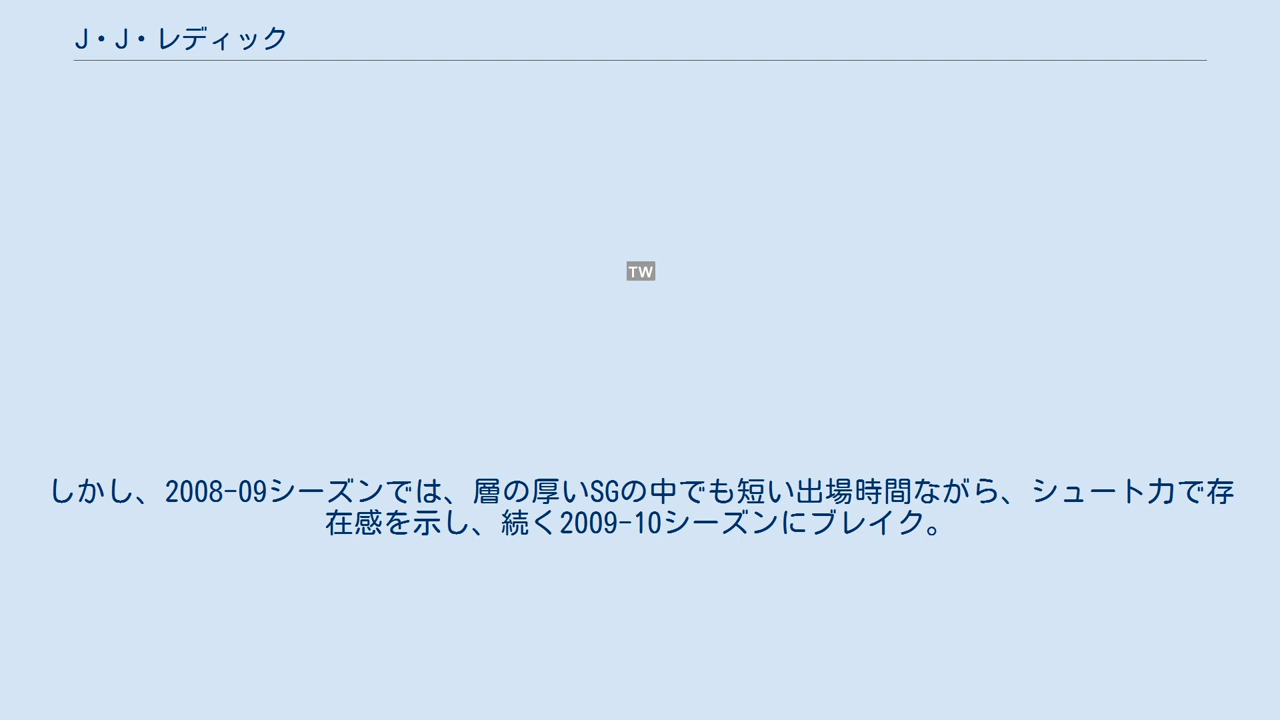 J・J・レディック
TW
しかし、2008-09シーズンでは、層の厚いSGの中でも短い出場時間ながら、シュート力で存
在感を示し、続く2009-10シーズンにブレイク。